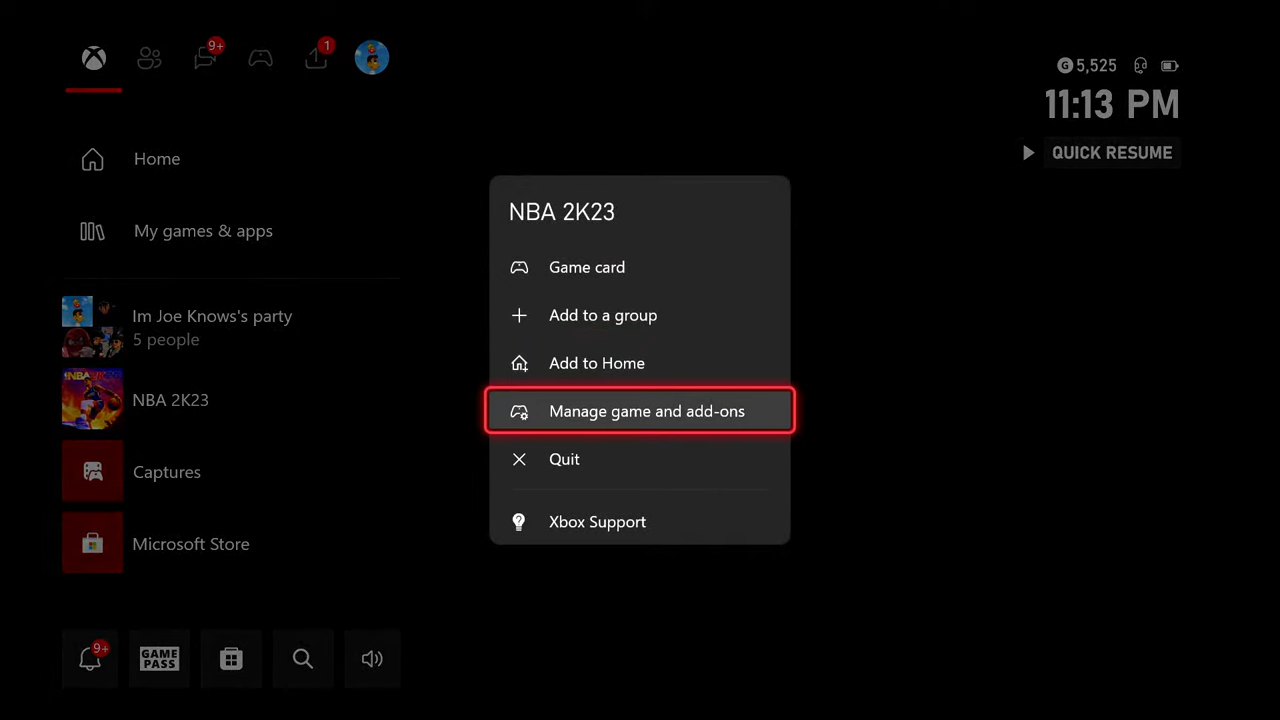 9+
1
G 5,525
11:13 PM
QUICK RESUME
Home
My games & apps
Im Joe Knows's party
5 people
NBA 2K23
NBA 2K23
Captures
Microsoft Store
9+
GAME
PASS
NBA 2K23
Game card
Add to a group
Add to Home
Manage game and add-ons
Quit
Xbox Support